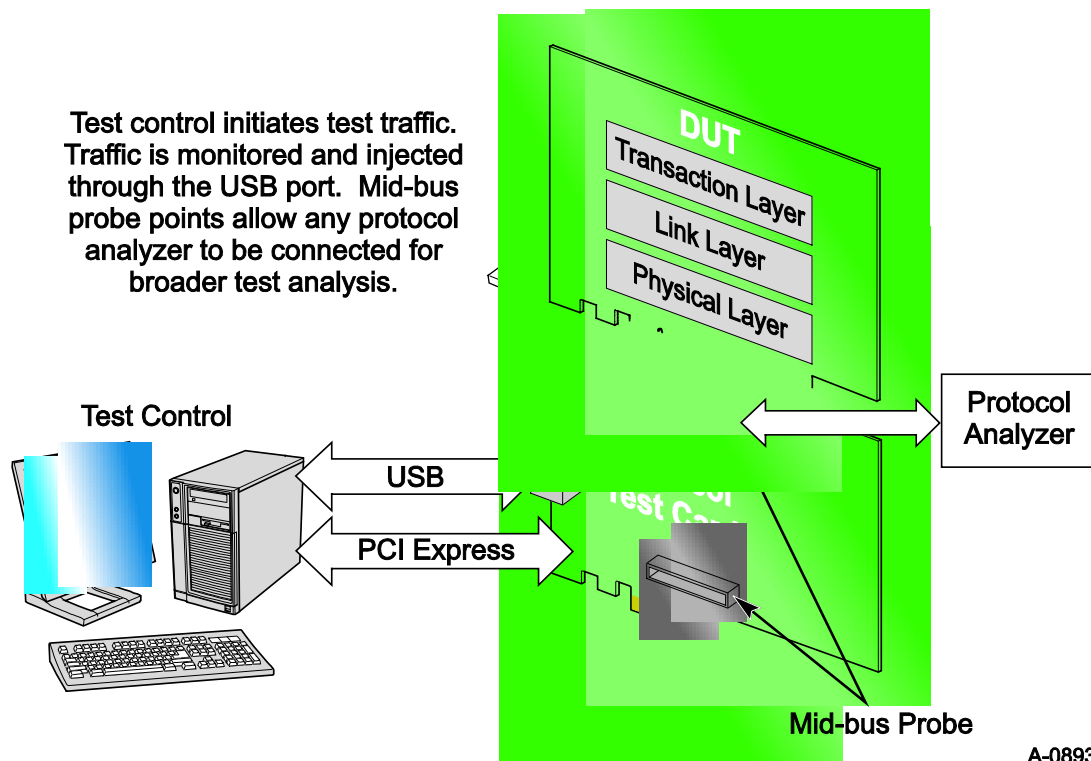 Test control initiates test traffic.
Traffic is monitored and injected
through the USB port.  Mid-bus
probe points allow any protocol
analyzer to be connected for
broader test analysis.
DUT
Transaction Layer
Link Layer
Physical Layer
Protocol
Analyzer
Test Control
USB
PCI Express
Test
Mid-bus Probe
A-0893